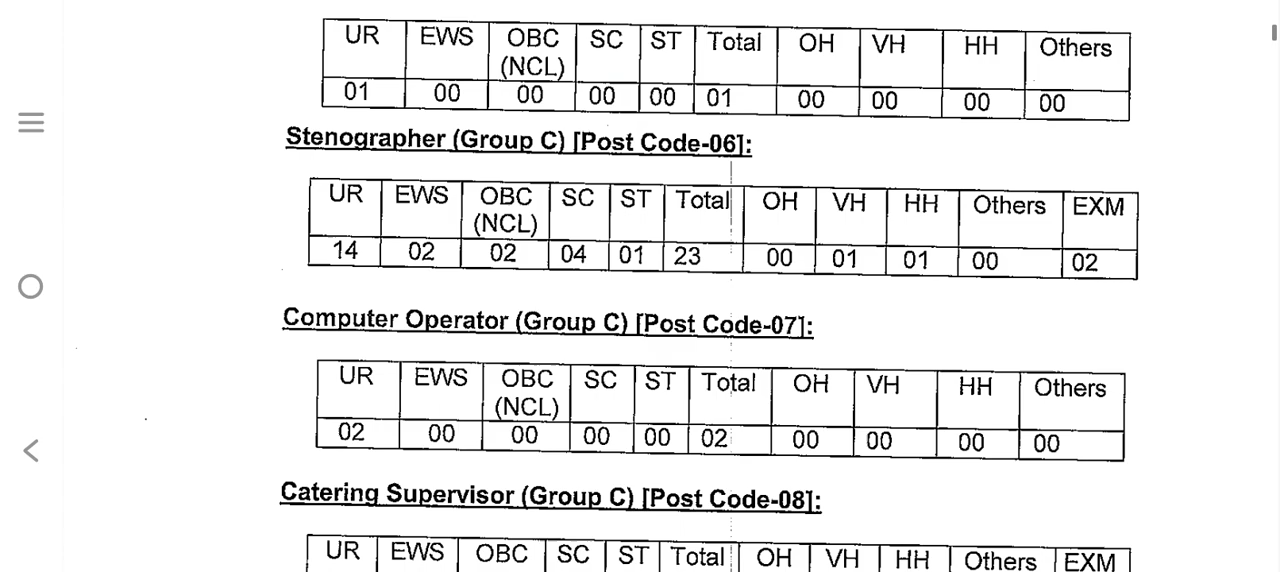 UR EWS OBC (NCL) SC ST Total OH VH HH Others
01 00 00 00 00 01 00 00 00 00
Stenographer (Group C) [Post Code-06]:
UR EWS OBC (NCL) SC ST Total OH VH HH Others EXM
14 02 02 04 01 23 00 01 01 00 02
Computer Operator (Group C) [Post Code-07]:
UR EWS OBC (NCL) SC ST Total OH VH HH Others
02 00 00 00 00 02 00 00 00 00
Catering Supervisor (Group C) [Post Code-08]:
UR EWS OBC SC ST Total OH VH HH Others EXM